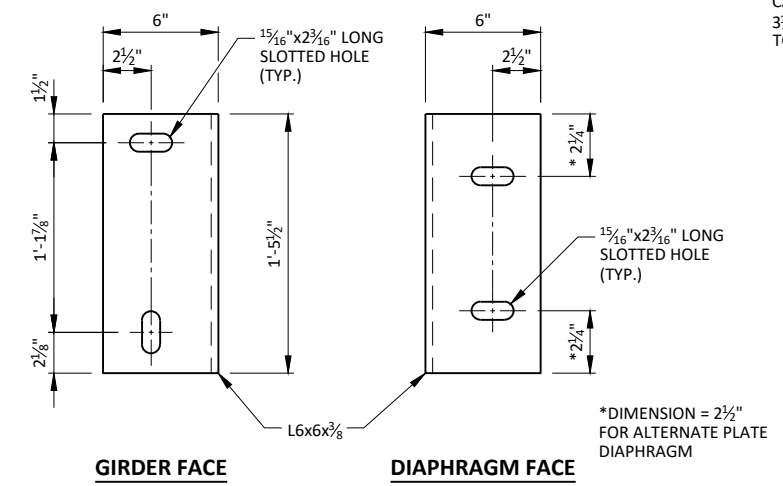 6"
2½"
1½"
1'-1⅞"
2⅛"
1'-5½"
¹⁵⁄₁₆"x2³⁄₁₆" LONG
SLOTTED HOLE
(TYP.)
6"
2½"
* 2¼"
*2¼"
¹⁵⁄₁₆"x2³⁄₁₆" LONG
SLOTTED HOLE
(TYP.)
L6x6x⅜
*DIMENSION = 2½"
FOR ALTERNATE PLATE
DIAPHRAGM
GIRDER FACE
DIAPHRAGM FACE